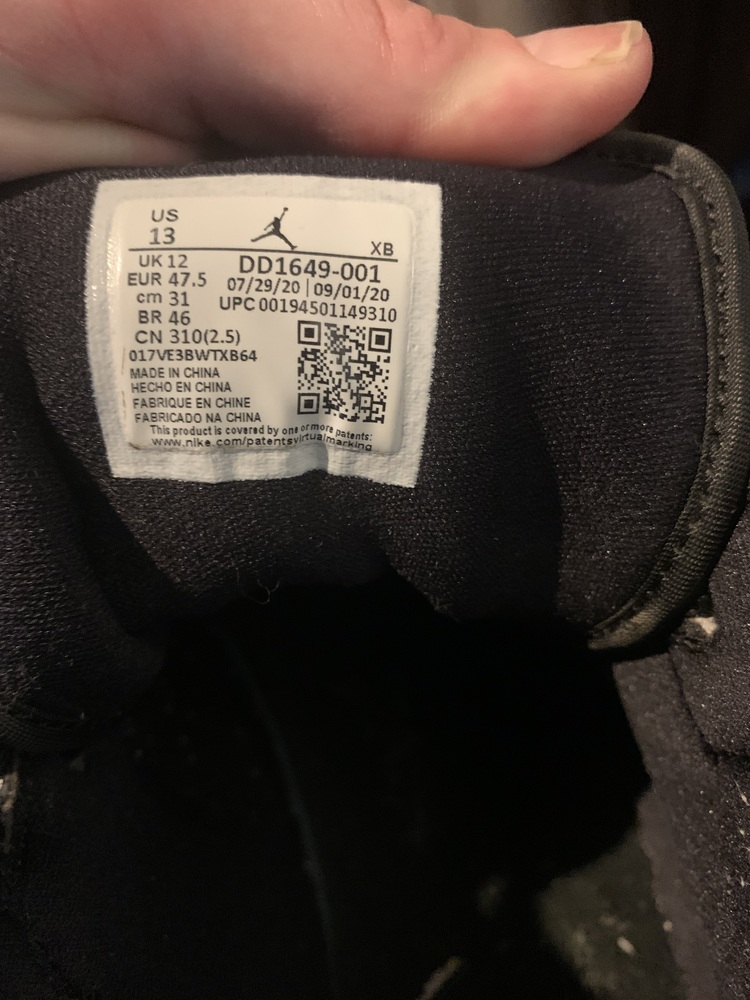 US
13
XB
UK 12
DD1649-001
EUR 47.5
07/29/20 | 09/01/20
cm 31
UPC 00194501149310
BR 46
CN 310(2.5)
017VE3BWTXB64
MADE IN CHINA
HECHO EN CHINA
FABRIQUE EN CHINE
FABRICADO NA CHINA
This product is covered by one or more patents:
www.nike.com/patentsvirtualmarking